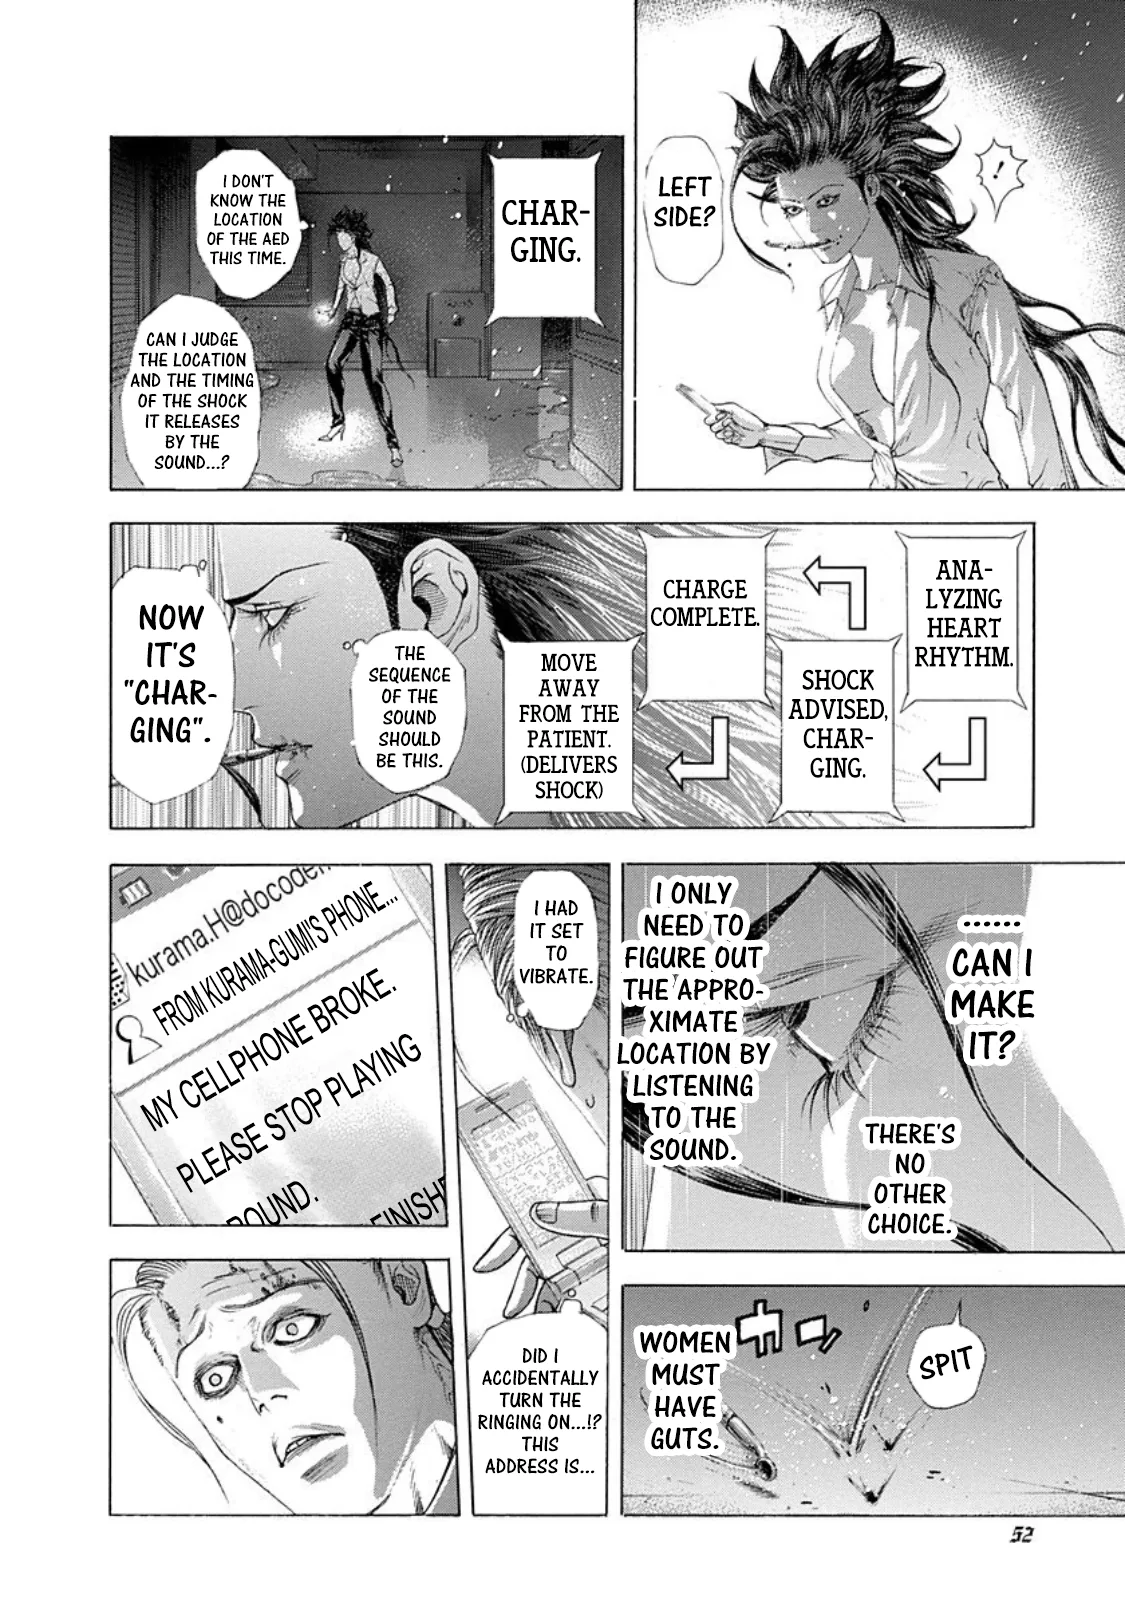 !
LEFT
SIDE?
CHAR-
GING.
I DON'T
KNOW THE
LOCATION
OF THE AED
THIS TIME.
CAN I JUDGE
THE LOCATION
AND THE TIMING
OF THE SHOCK
IT RELEASES
BY THE
SOUND...?
ANA-
LYZING
HEART
RHYTHM.
SHOCK
ADVISED,
CHAR-
GING.
CHARGE
COMPLETE.
MOVE
AWAY
FROM THE
PATIENT.
(DELIVERS
SHOCK)
THE
SEQUENCE
OF THE
SOUND
SHOULD
BE THIS.
NOW
IT'S
"CHAR-
GING".
......
CAN I
MAKE
IT?
I ONLY
NEED TO
FIGURE OUT
THE APPRO-
XIMATE
LOCATION BY
LISTENING
TO THE
SOUND.
THERE'S
NO
OTHER
CHOICE.
SPIT
カッ
WOMEN
MUST
HAVE
GUTS.
I HAD
IT SET
TO
VIBRATE.
DID I
ACCIDENTALLY
TURN THE
RINGING ON...!?
THIS
ADDRESS IS...
kurama.H@docode
FROM KURAMA-GUMI'S PHONE...
MY CELLPHONE BROKE.
PLEASE STOP PLAYING
ROUND.
FINISHE
52